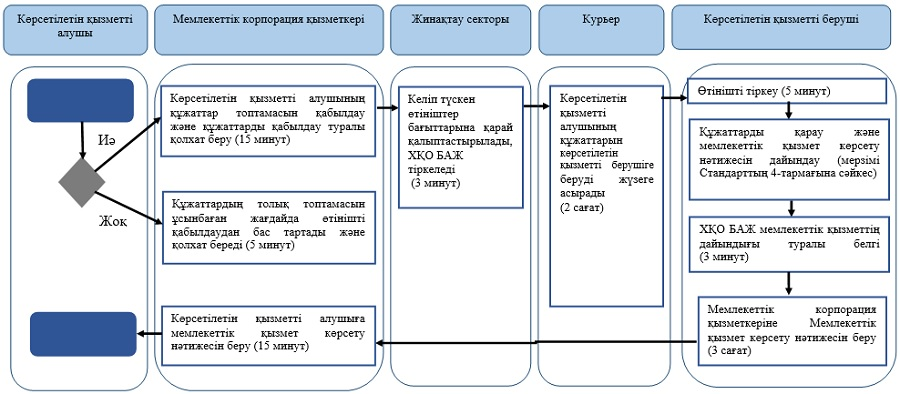 Көрсетілетін қызметті
алушы
Мемлекеттік корпорация қызметкері
Жинақтау секторы
Курьер
Көрсетілетін қызметті беруші
Иә
Жоқ
Көрсетілетін қызметті алушының
құжаттар топтамасын қабылдау
және құжаттарды қабылдау туралы
қолхат беру (15 минут)
Құжаттардың толық топтамасын
ұсынбаған жағдайда өтінішті
қабылдаудан бас тартады және
қолхат береді (5 минут)
Көрсетілетін қызметті алушыға
мемлекеттік қызмет көрсету
нәтижесін беру (15 минут)
Келіп түскен
өтініштер
бағыттарына қарай
қалыптастырылады,
ХҚО БАЖ
тіркеледі
(3 минут)
Көрсетілетін
қызметті
алушының
құжаттарын
көрсетілетін
қызметті берушіге
беруді жүзеге
асырады
(2 сағат)
Өтінішті тіркеу (5 минут)
Құжаттарды қарау және
мемлекеттік қызмет көрсету
нәтижесін дайындау (мерзімі
Стандарттың 4-тармағына сәйкес)
ХҚО БАЖ мемлекеттік қызметтің
дайындығы туралы белгі
(3 минут)
Мемлекеттік корпорация
қызметкеріне Мемлекеттік
қызмет көрсету нәтижесін беру
(3 сағат)